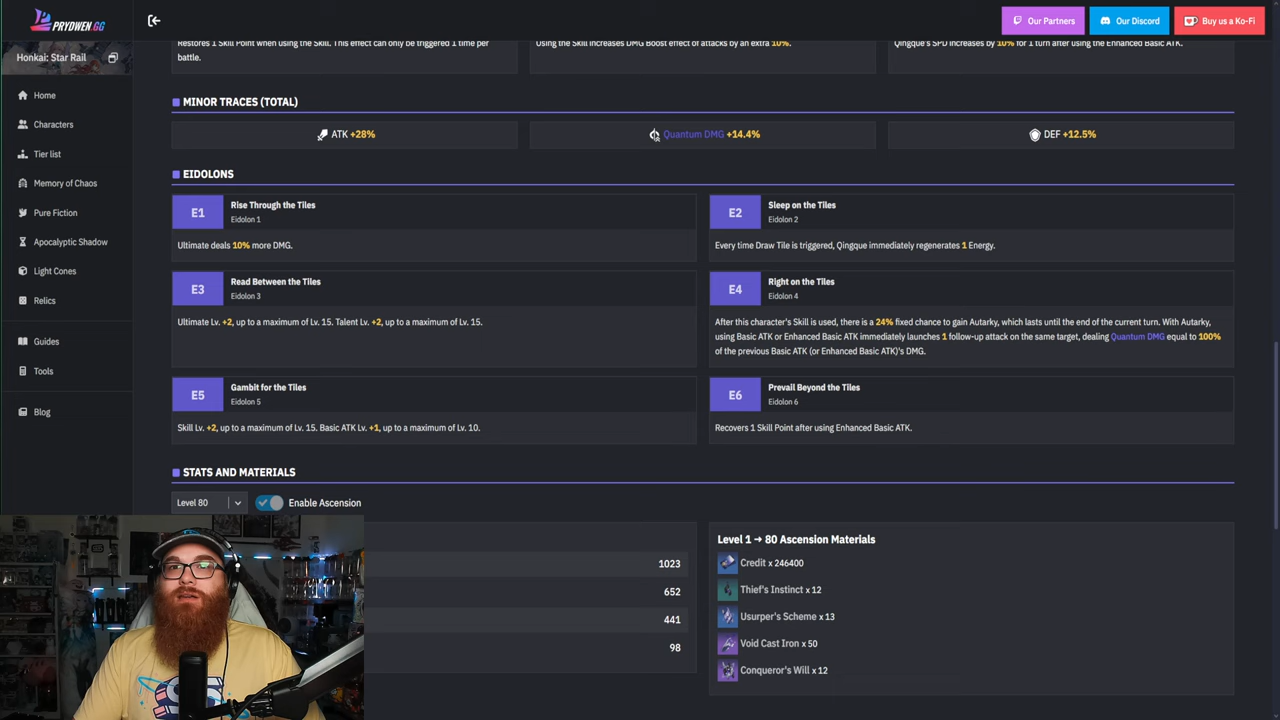 PRYDWEN.GG
Our Partners
Our Discord
Buy us a Ko-Fi
Honkai: Star Rail
Home
Characters
Tier list
Memory of Chaos
Pure Fiction
Apocalyptic Shadow
Light Cones
Relics
Guides
Tools
Blog
Restores 1 Skill Point when using the Skill. This effect can only be triggered 1 time per
battle.
Using the Skill increases DMG Boost effect of attacks by an extra 10%.
Qingque's SPD increases by 10% for 1 turn after using the Enhanced Basic ATK.
MINOR TRACES (TOTAL)
ATK +28%
Quantum DMG +14.4%
DEF +12.5%
EIDOLONS
E1
Rise Through the Tiles
Eidolon 1
Ultimate deals 10% more DMG.
E2
Sleep on the Tiles
Eidolon 2
Every time Draw Tile is triggered, Qingque immediately regenerates 1 Energy.
E3
Read Between the Tiles
Eidolon 3
Ultimate Lv. +2, up to a maximum of Lv. 15. Talent Lv. +2, up to a maximum of Lv. 15.
E4
Right on the Tiles
Eidolon 4
After this character's Skill is used, there is a 24% fixed chance to gain Autarky, which lasts until the end of the current turn. With Autarky,
using Basic ATK or Enhanced Basic ATK immediately launches 1 follow-up attack on the same target, dealing Quantum DMG equal to 100%
of the previous Basic ATK (or Enhanced Basic ATK)'s DMG.
E5
Gambit for the Tiles
Eidolon 5
Skill Lv. +2, up to a maximum of Lv. 15. Basic ATK Lv. +1, up to a maximum of Lv. 10.
E6
Prevail Beyond the Tiles
Eidolon 6
Recovers 1 Skill Point after using Enhanced Basic ATK.
STATS AND MATERIALS
Level 80
Enable Ascension
1023
652
441
98
Level 1 → 80 Ascension Materials
Credit x 246400
Thief's Instinct x 12
Usurper's Scheme x 13
Void Cast Iron x 50
Conqueror's Will x 12